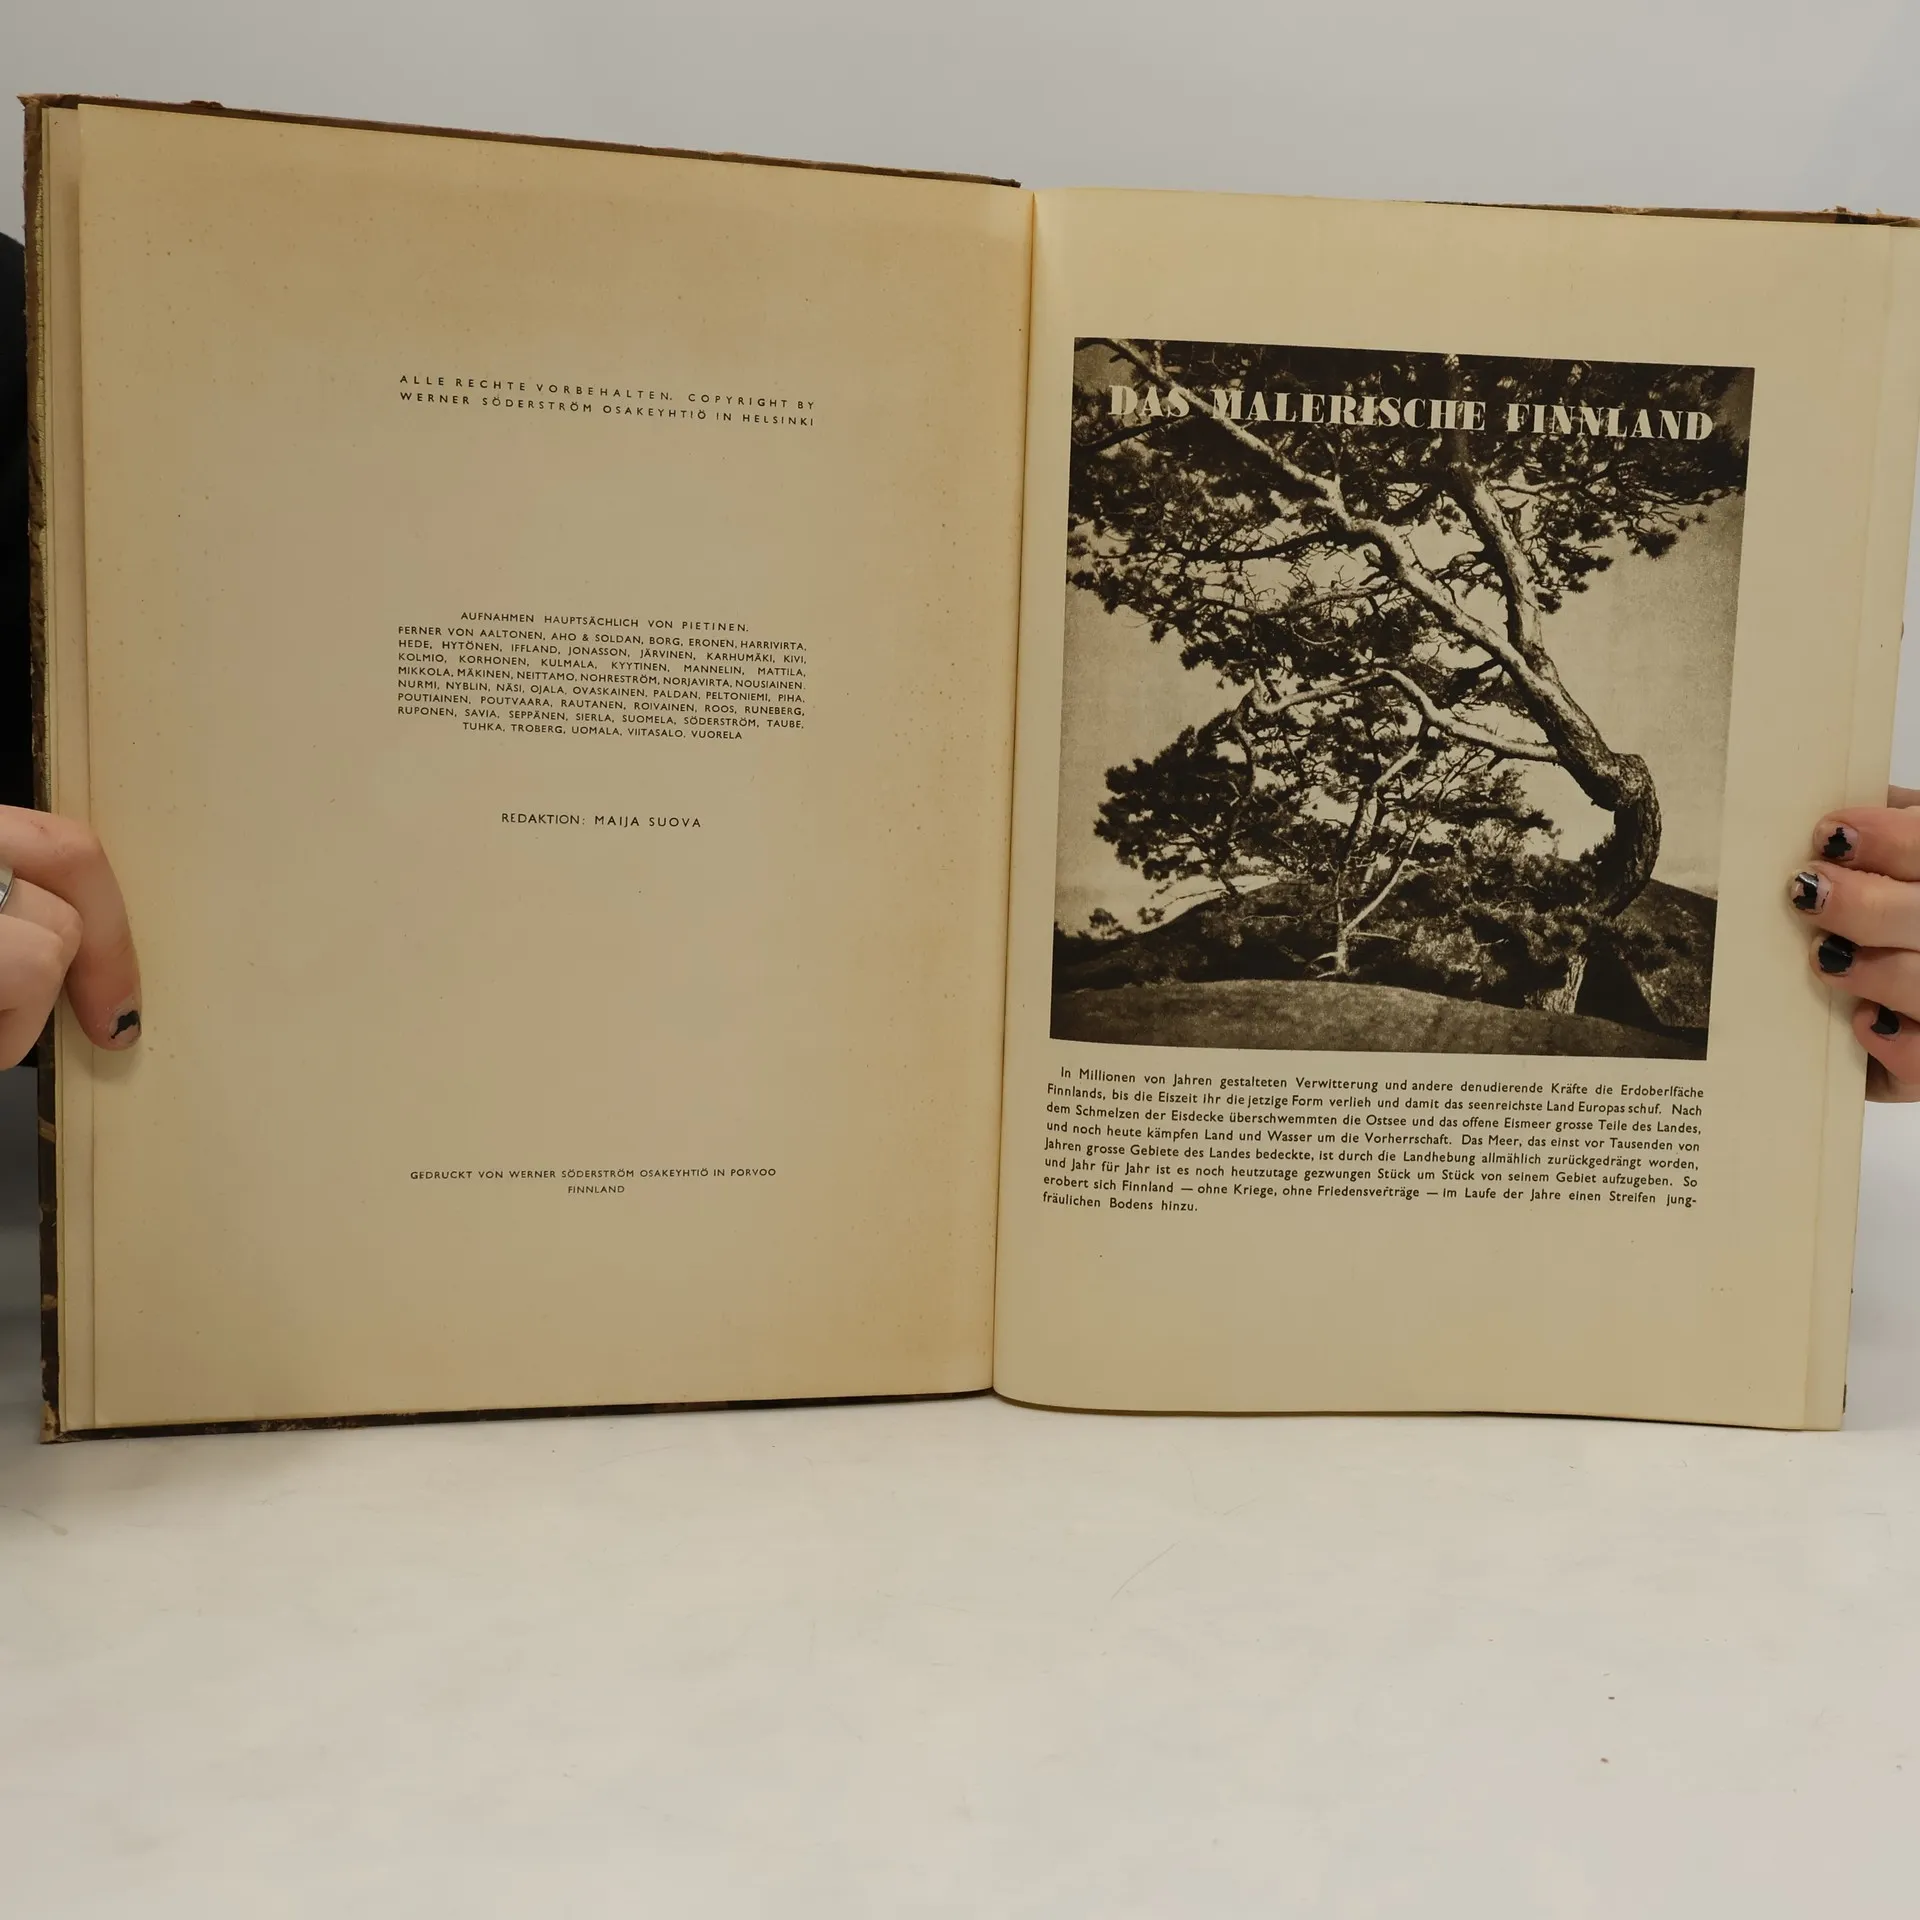 ALLE RECHTE VORBEHALTEN. COPYRIGHT BY
WERNER SÖDERSTRÖM OSAKEYHTIÖ IN HELSINKI
AUFNAHMEN HAUPTSÄCHLICH VON PIETINEN.
FERNER VON AALTONEN, AHO & SOLDAN, BORG, ERONEN, HARRIVIRTA,
HEDE, HYTÖNEN, IFFLAND, JONASSON, JÄRVINEN, KARHUMÄKI, KIVI,
KOLMIO, KORHONEN, KULMALA, KYYTINEN, MANNELIN, MATTILA,
MIKKOLA, MÄKINEN, NEITTAMO, NOHRESTRÖM, NORJAVIRTA, NOUSIAINEN.
NURMI, NYBLIN, NÄSI, OJALA, OVASKAINEN, PALDAN, PELTONIEMI, PIHA,
POUTIAINEN, POUTVAARA, RAUTANEN, ROIVAINEN, ROOS, RUNEBERG,
RUPONEN, SAVIA, SEPPÄNEN, SIERLA, SUOMELA, SÖDERSTRÖM, TAUBE,
TUHKA, TROBERG, UOMALA, VIITASALO, VUORELA
REDAKTION: MAIJA SUOVA
GEDRUCKT VON WERNER SÖDERSTRÖM OSAKEYHTIÖ IN PORVOO
FINNLAND
DAS MALERISCHE FINNLAND
In Millionen von Jahren gestalteten Verwitterung und andere denudierende Kräfte die Erdoberlfäche
Finnlands, bis die Eiszeit ihr die jetzige Form verlieh und damit das seenreichste Land Europas schuf. Nach
dem Schmelzen der Eisdecke überschwemmten die Ostsee und das offene Eismeer grosse Teile des Landes,
und noch heute kämpfen Land und Wasser um die Vorherrschaft. Das Meer, das einst vor Tausenden von
Jahren grosse Gebiete des Landes bedeckte, ist durch die Landhebung allmählich zurückgedrängt worden,
und Jahr für Jahr ist es noch heutzutage gezwungen Stück um Stück von seinem Gebiet aufzugeben. So
erobert sich Finnland — ohne Kriege, ohne Friedensverträge — im Laufe der Jahre einen Streifen jung-
fräulichen Bodens hinzu.